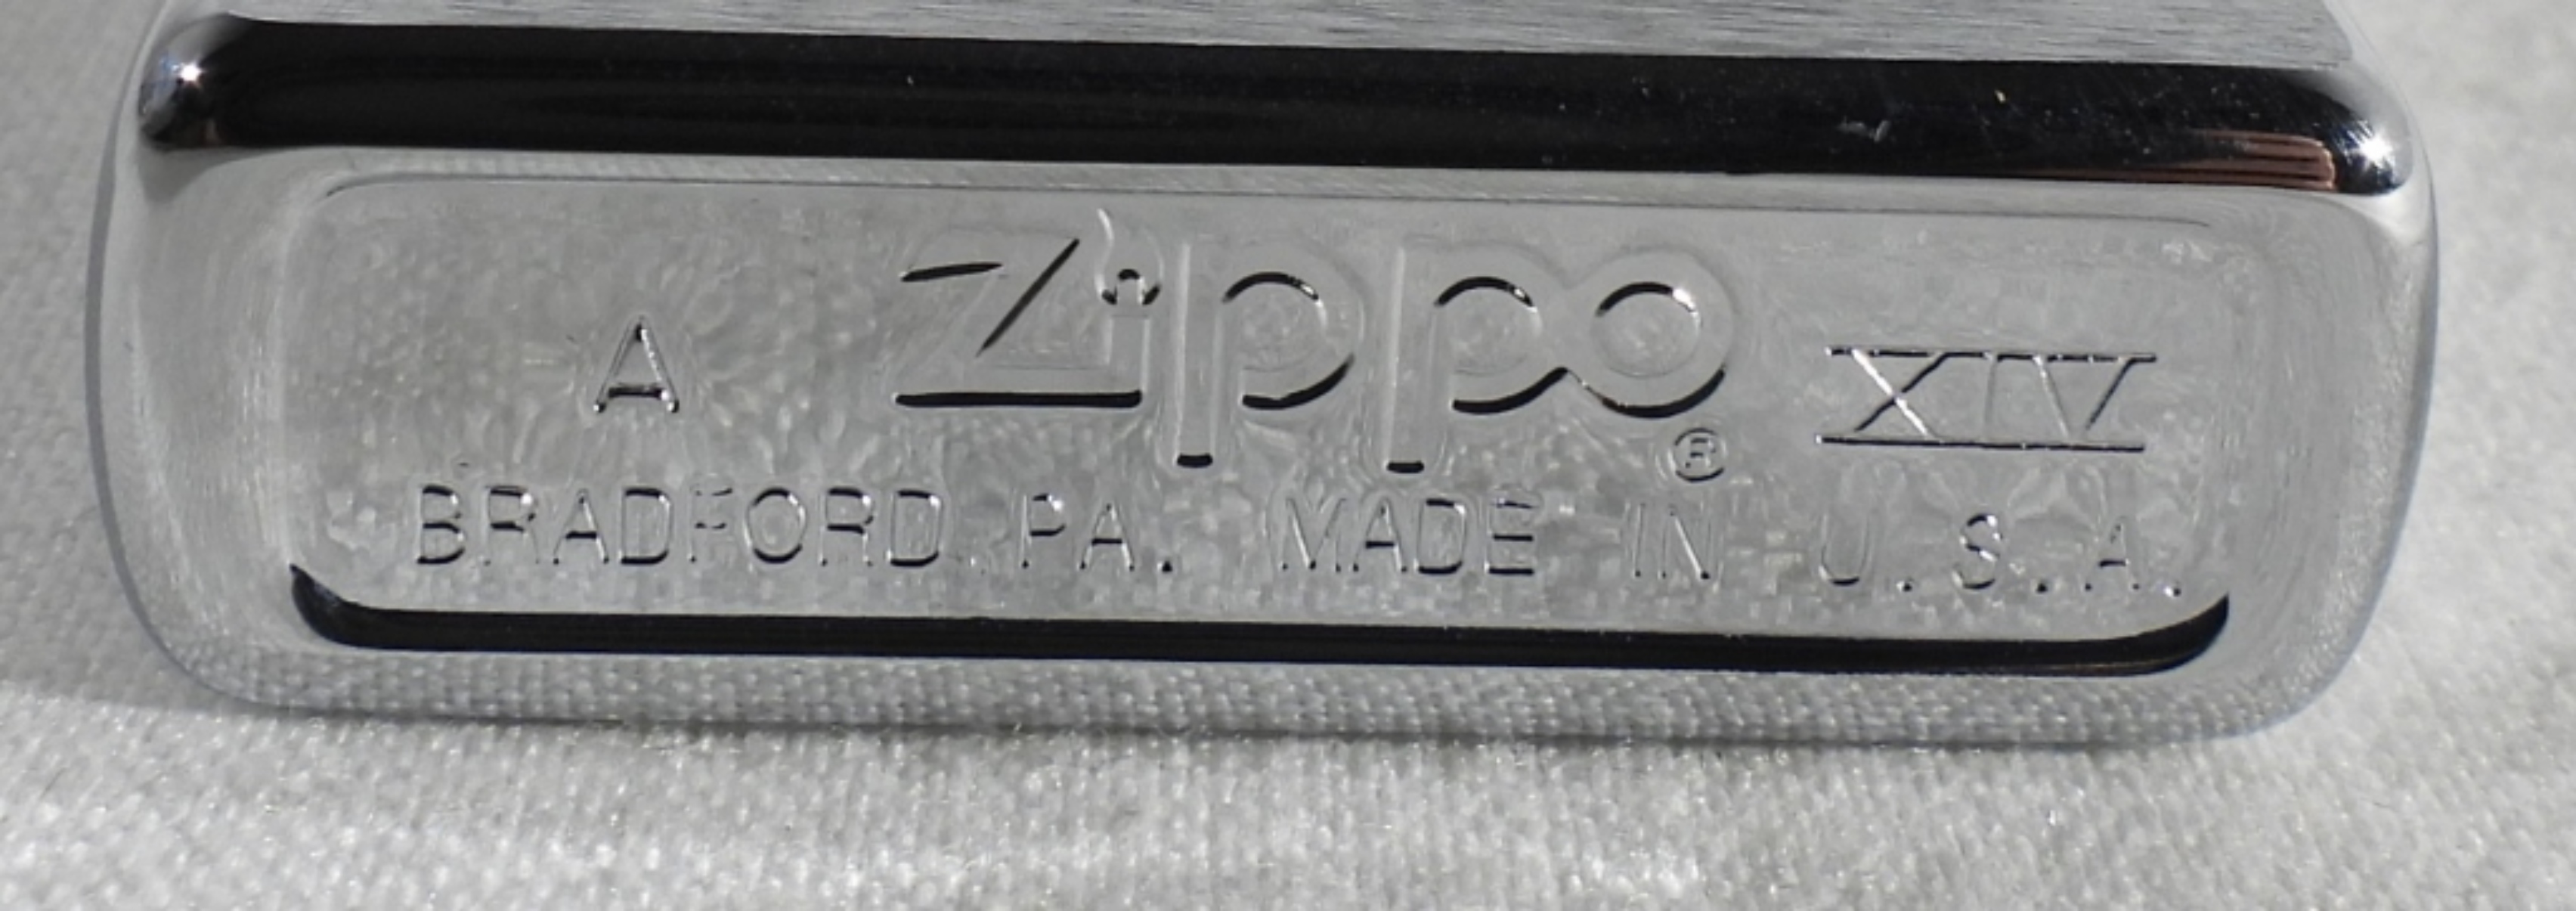 A Zippo XIV
®
BRADFORD PA. MADE IN U.S.A.